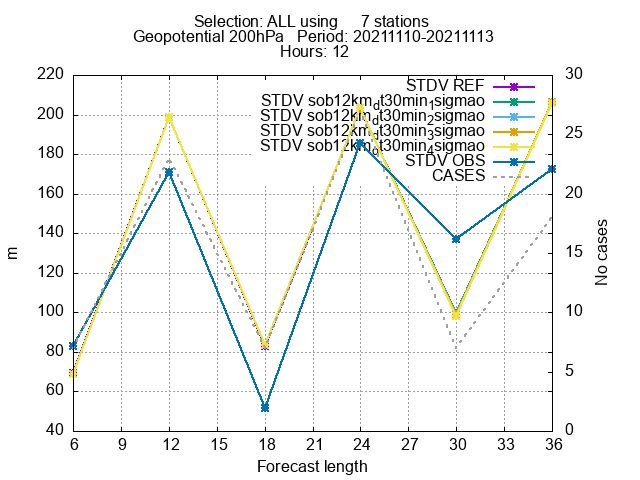 Selection: ALL using 7 stations
Geopotential 200hPa Period: 20211110-20211113
Hours: 12
220
200
180
160
140
120
100
80
60
40
30
25
20
15
10
5
0
6 9 12 15 18 21 24 27 30 33 36
m
No cases
Forecast length
STDV REF
STDV sob12km_dt30min_1sigmao
STDV sob12km_dt30min_2sigmao
STDV sob12km_dt30min_3sigmao
STDV sob12km_dt30min_4sigmao
STDV OBS
CASES